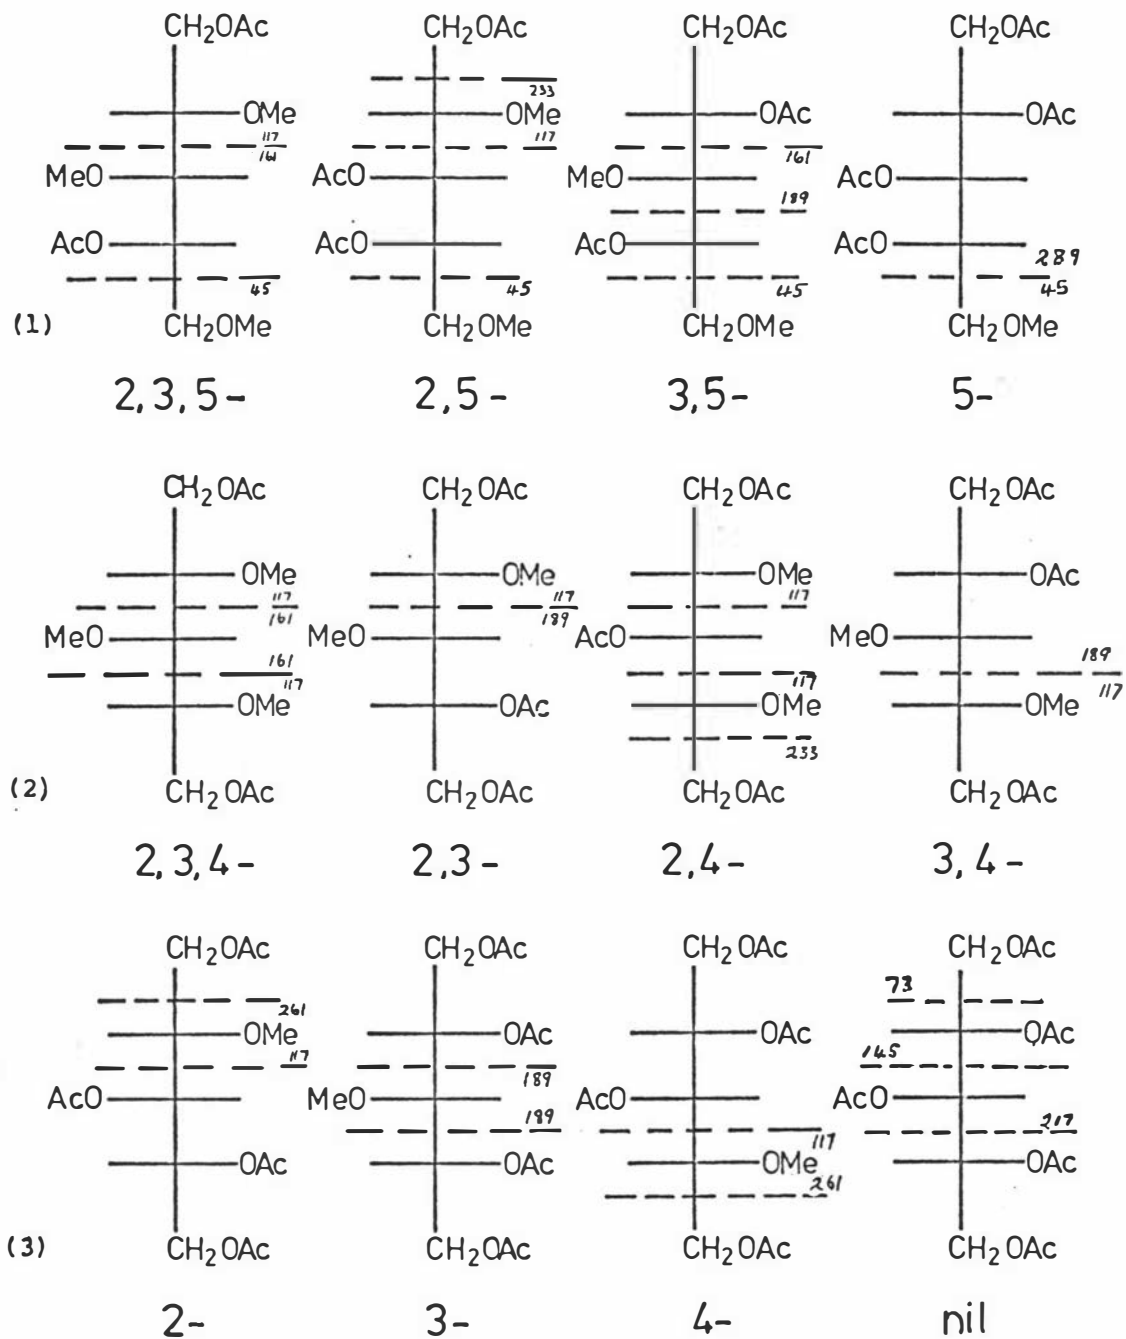 CH2OAc CH2OAc CH2OAc CH2OAc
233
OMe OMe OAc OAc
117 117
161 161
MeO AcO MeO AcO
189
AcO AcO AcO AcO
289
45 45 45 45
(1) CH2OMe CH2OMe CH2OMe CH2OMe
2,3,5- 2,5- 3,5- 5-
CH2OAc CH2OAc CH2OAc CH2OAc
OMe OMe OMe OAc
117 117 117
161 189
MeO MeO AcO MeO
161 189
117 117 117
OMe OAc OMe OMe
233
(2) CH2OAc CH2OAc CH2OAc CH2OAc
2,3,4- 2,3- 2,4- 3,4-
CH2OAc CH2OAc CH2OAc CH2OAc
261 73
OMe OAc OAc OAc
117 189 145
AcO MeO AcO AcO
189 117 217
OAc OAc OMe OAc
261
(3) CH2OAc CH2OAc CH2OAc CH2OAc
2- 3- 4- nil